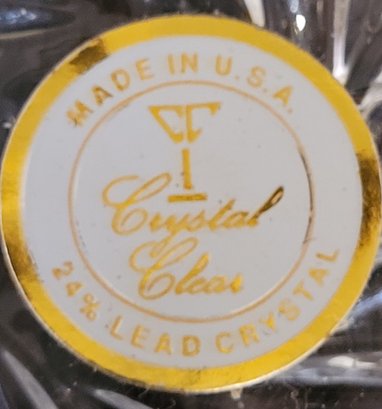 MADE IN U.S.A.
CC
Crystal
Clear
24% LEAD CRYSTAL